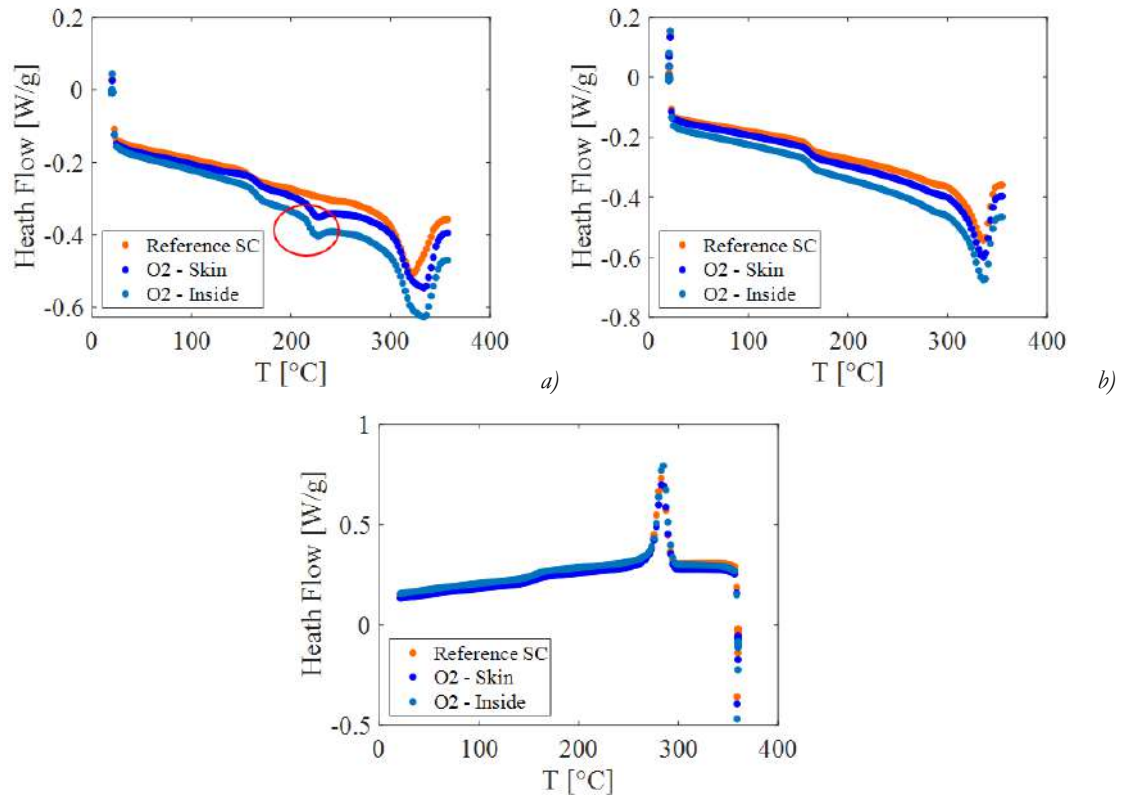 0.2
0
-0.2
-0.4
-0.6
Heath Flow [W/g]
Reference SC
O2 - Skin
O2 - Inside
0 100 200 300 400
T [°C]
a)
0.2
0
-0.2
-0.4
-0.6
-0.8
Heath Flow [W/g]
Reference SC
O2 - Skin
O2 - Inside
0 100 200 300 400
T [°C]
b)
1
0.5
0
-0.5
Heath Flow [W/g]
Reference SC
O2 - Skin
O2 - Inside
0 100 200 300 400
T [°C]